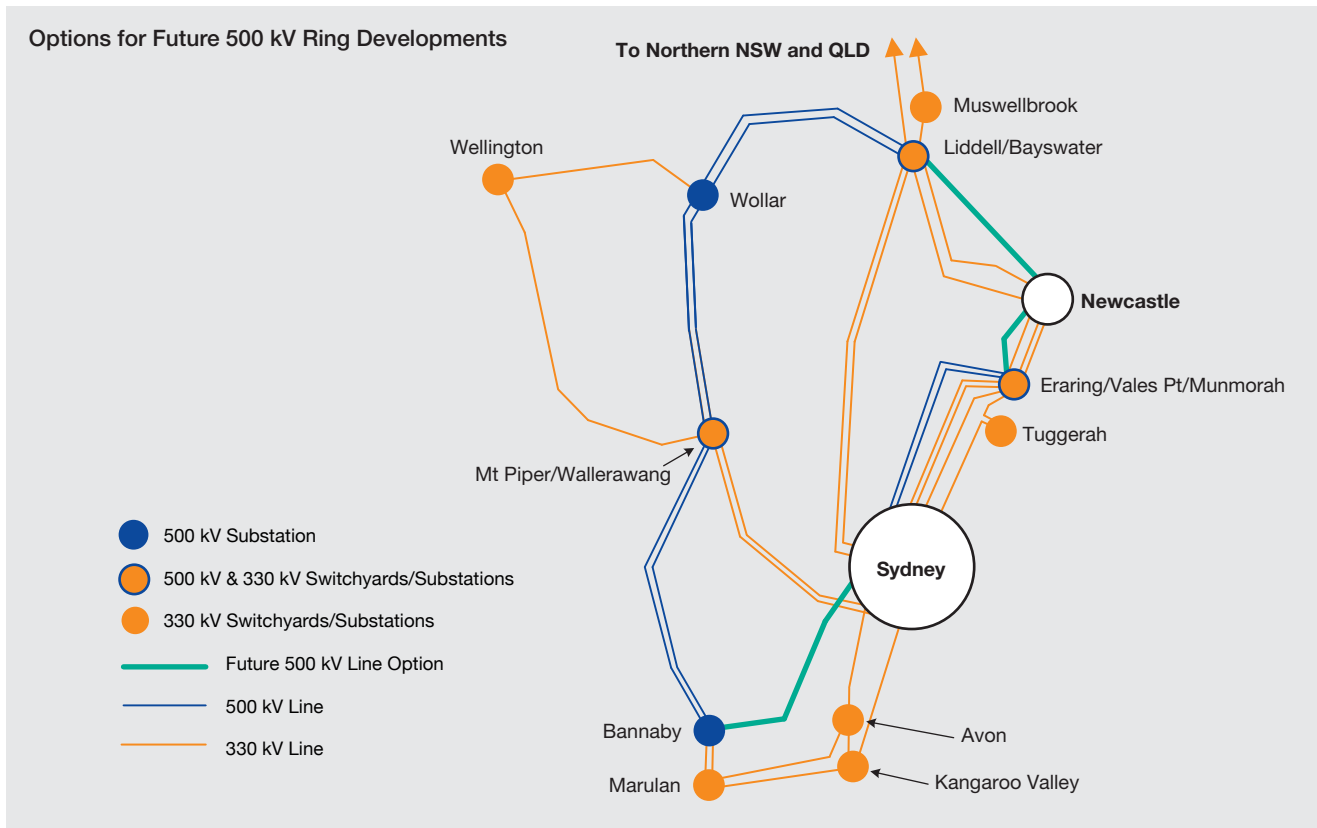 Options for Future 500 kV Ring Developments
To Northern NSW and QLD
Muswellbrook
Liddell/Bayswater
Wellington
Wollar
Newcastle
Eraring/Vales Pt/Munmorah
Tuggerah
Mt Piper/Wallerawang
500 kV Substation
500 kV & 330 kV Switchyards/Substations
330 kV Switchyards/Substations
Future 500 kV Line Option
500 kV Line
330 kV Line
Sydney
Bannaby
Avon
Marulan
Kangaroo Valley